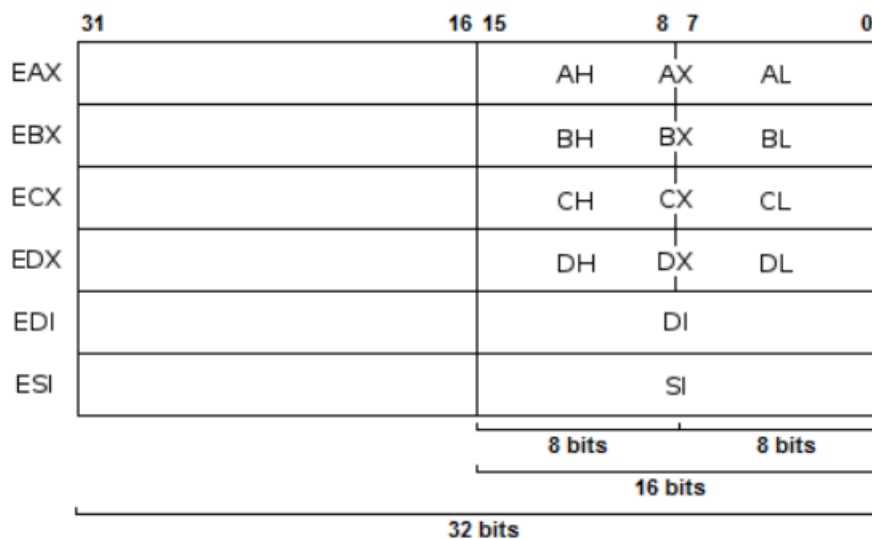 31 16 15 8 7 0
EAX AH AX AL
EBX BH BX BL
ECX CH CX CL
EDX DH DX DL
EDI DI
ESI SI
8 bits 8 bits
16 bits
32 bits